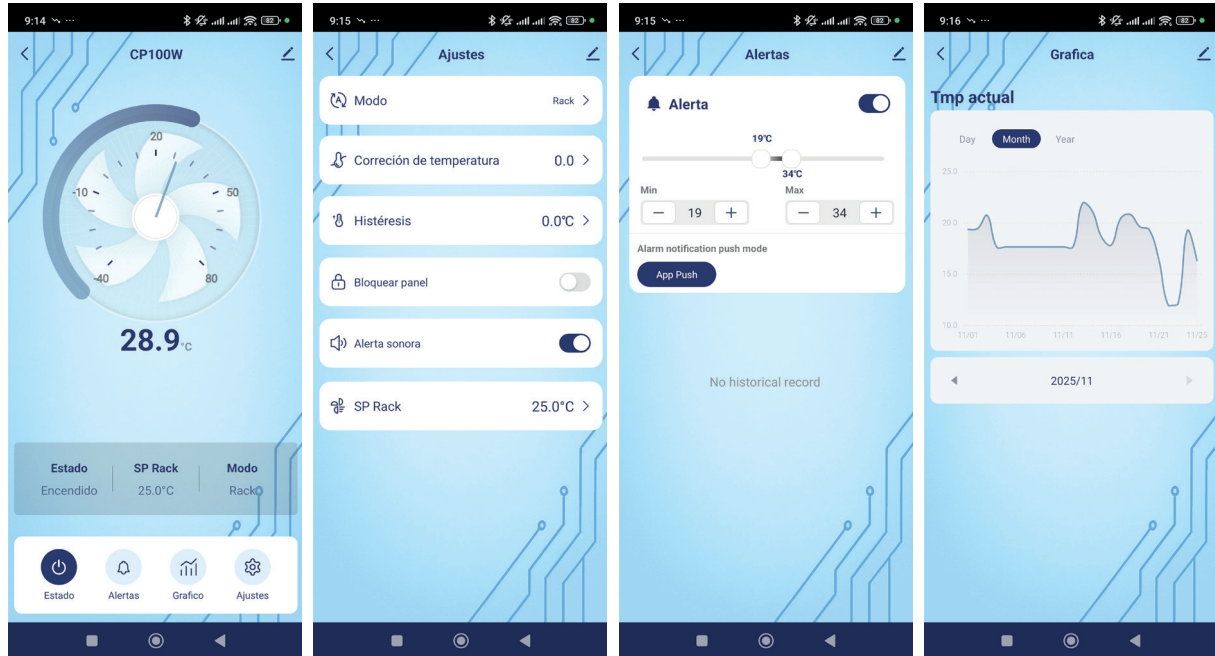 9:14 ···
82
CP100W
20
-10
50
-40
80
28.9 °C
Estado SP Rack Modo
Encendido 25.0°C Rack
Estado Alertas Grafico Ajustes
9:15 ···
82
Ajustes
Modo Rack >
Correción de temperatura 0.0 >
Histéresis 0.0°C >
Bloquear panel
Alerta sonora
SP Rack 25.0°C >
9:15 ···
82
Alertas
Alerta
19°C
34°C
Min Max
— 19 + — 34 +
Alarm notification push mode
App Push
No historical record
9:16 ···
82
Grafica
Tmp actual
Day Month Year
25.0
20.0
15.0
10.0
11/01 11/06 11/11 11/16 11/21 11/25
2025/11